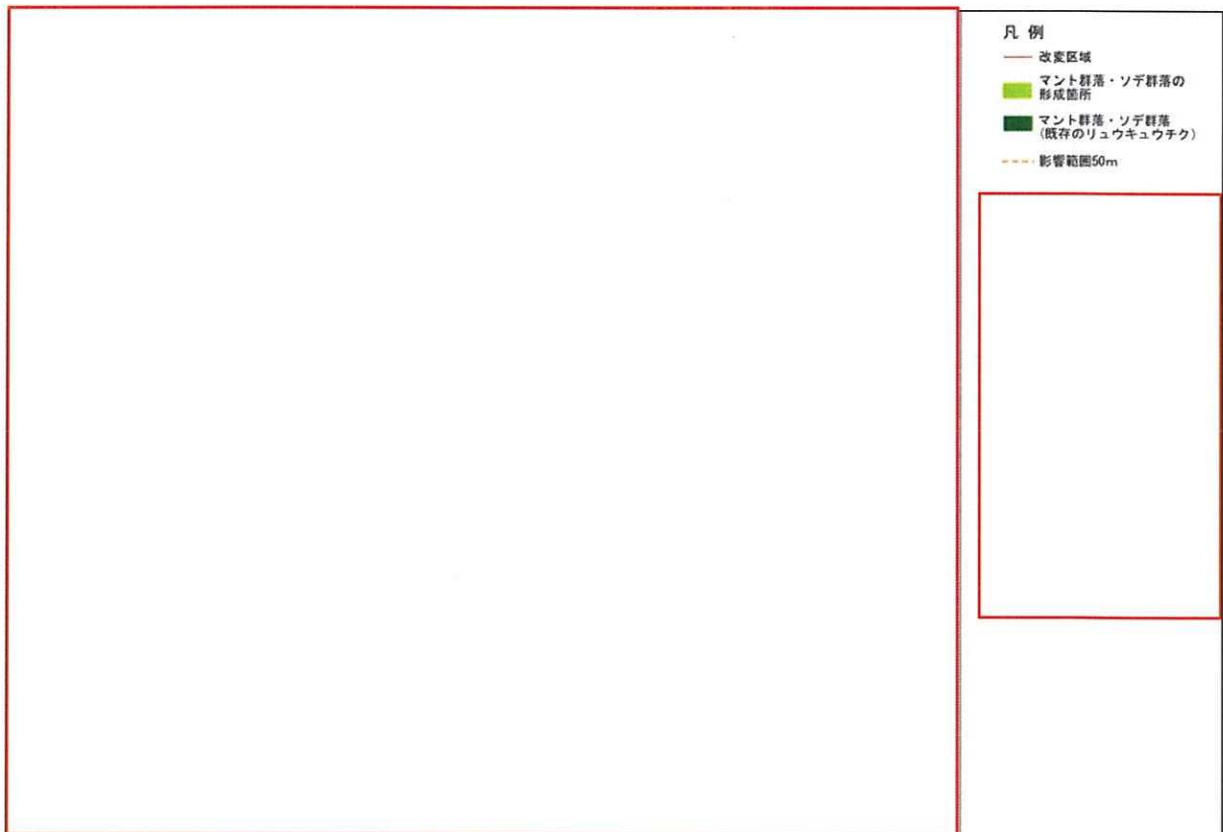 凡 例
改変区域
マント群落・ソデ群落の
形成箇所
マント群落・ソデ群落
(既存のリュウキュウチク)
影響範囲50m